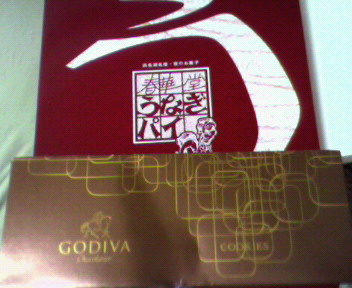 う
浜名湖名産・夜のお菓子
春華堂
うなぎ
パイ
GODIVA
Chocolatier
COOKIES